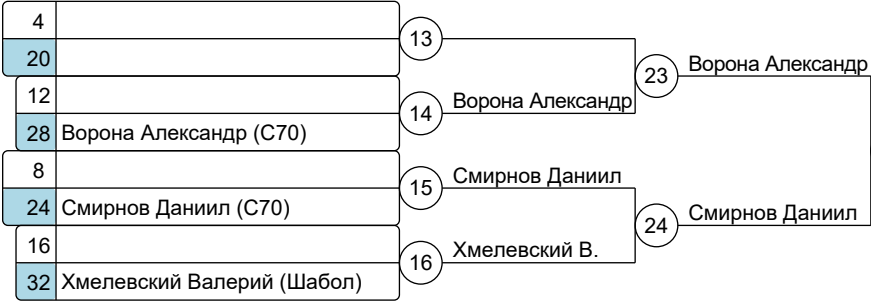 4
13
20
23
Ворона Александр
12
14
Ворона Александр
28 Ворона Александр (С70)
8
15
Смирнов Даниил
24 Смирнов Даниил (С70)
24
Смирнов Даниил
16
16
Хмелевский В.
32 Хмелевский Валерий (Шабол)